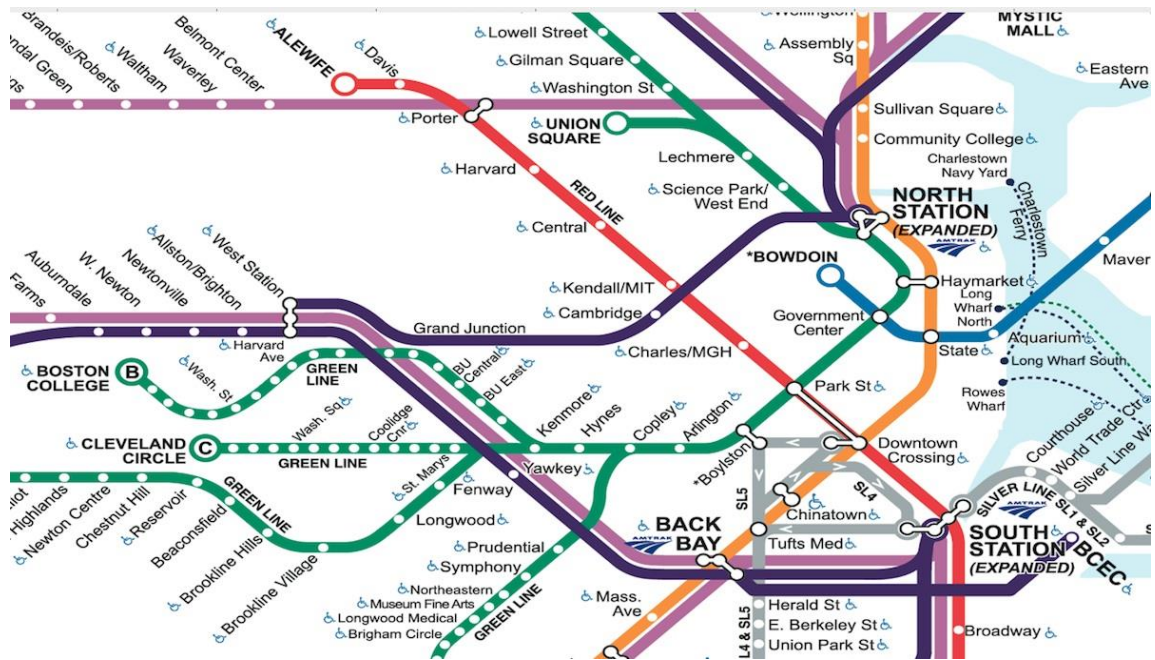 Brandeis/Roberts
Waltham
Waverley
Belmont Center
ALEWIFE
Davis
Lowell Street
Gilman Square
Washington St
Wellington
Assembly
Sq
MYSTIC
MALL
Eastern
Ave
Porter
UNION
SQUARE
Sullivan Square
Community College
Lechmere
Charlestown
Navy Yard
Harvard
RED LINE
Science Park/
West End
NORTH
STATION
(EXPANDED)
AMTRAK
Charlestown
Ferry
Central
*BOWDOIN
Maver
West Station
Allston/Brighton
Newtonville
W. Newton
Auburndale
Farms
Kendall/MIT
Cambridge
Haymarket
Long
Wharf
North
Government
Center
Grand Junction
Harvard
Ave
Charles/MGH
State
Aquarium
Long Wharf South
B
BOSTON
COLLEGE
Wash. St
GREEN
LINE
BU
Central
BU East
Park St
Rowes
Wharf
Kenmore
Hynes
Copley
Arlington
C
CLEVELAND
CIRCLE
Wash. Sq
Coolidge
Cnr
GREEN LINE
St. Marys
Yawkey
Fenway
*Boylston
Downtown
Crossing
Courthouse
World Trade Ctr
Silver Line Wa
SL5
SL4
SILVER LINE
SL1 & SL2
Highlands
Newton Centre
Chestnut Hill
Reservoir
Beaconsfield
GREEN LINE
Brookline Hills
Brookline Village
Longwood
Prudential
Symphony
Northeastern
Museum Fine Arts
Longwood Medical
Brigham Circle
GREEN LINE
AMTRAK
BACK
BAY
Chinatown
Tufts Med
AMTRAK
SOUTH
STATION
(EXPANDED)
BCEC
Mass.
Ave
SL4 & SL5
Herald St
E. Berkeley St
Union Park St
Broadway